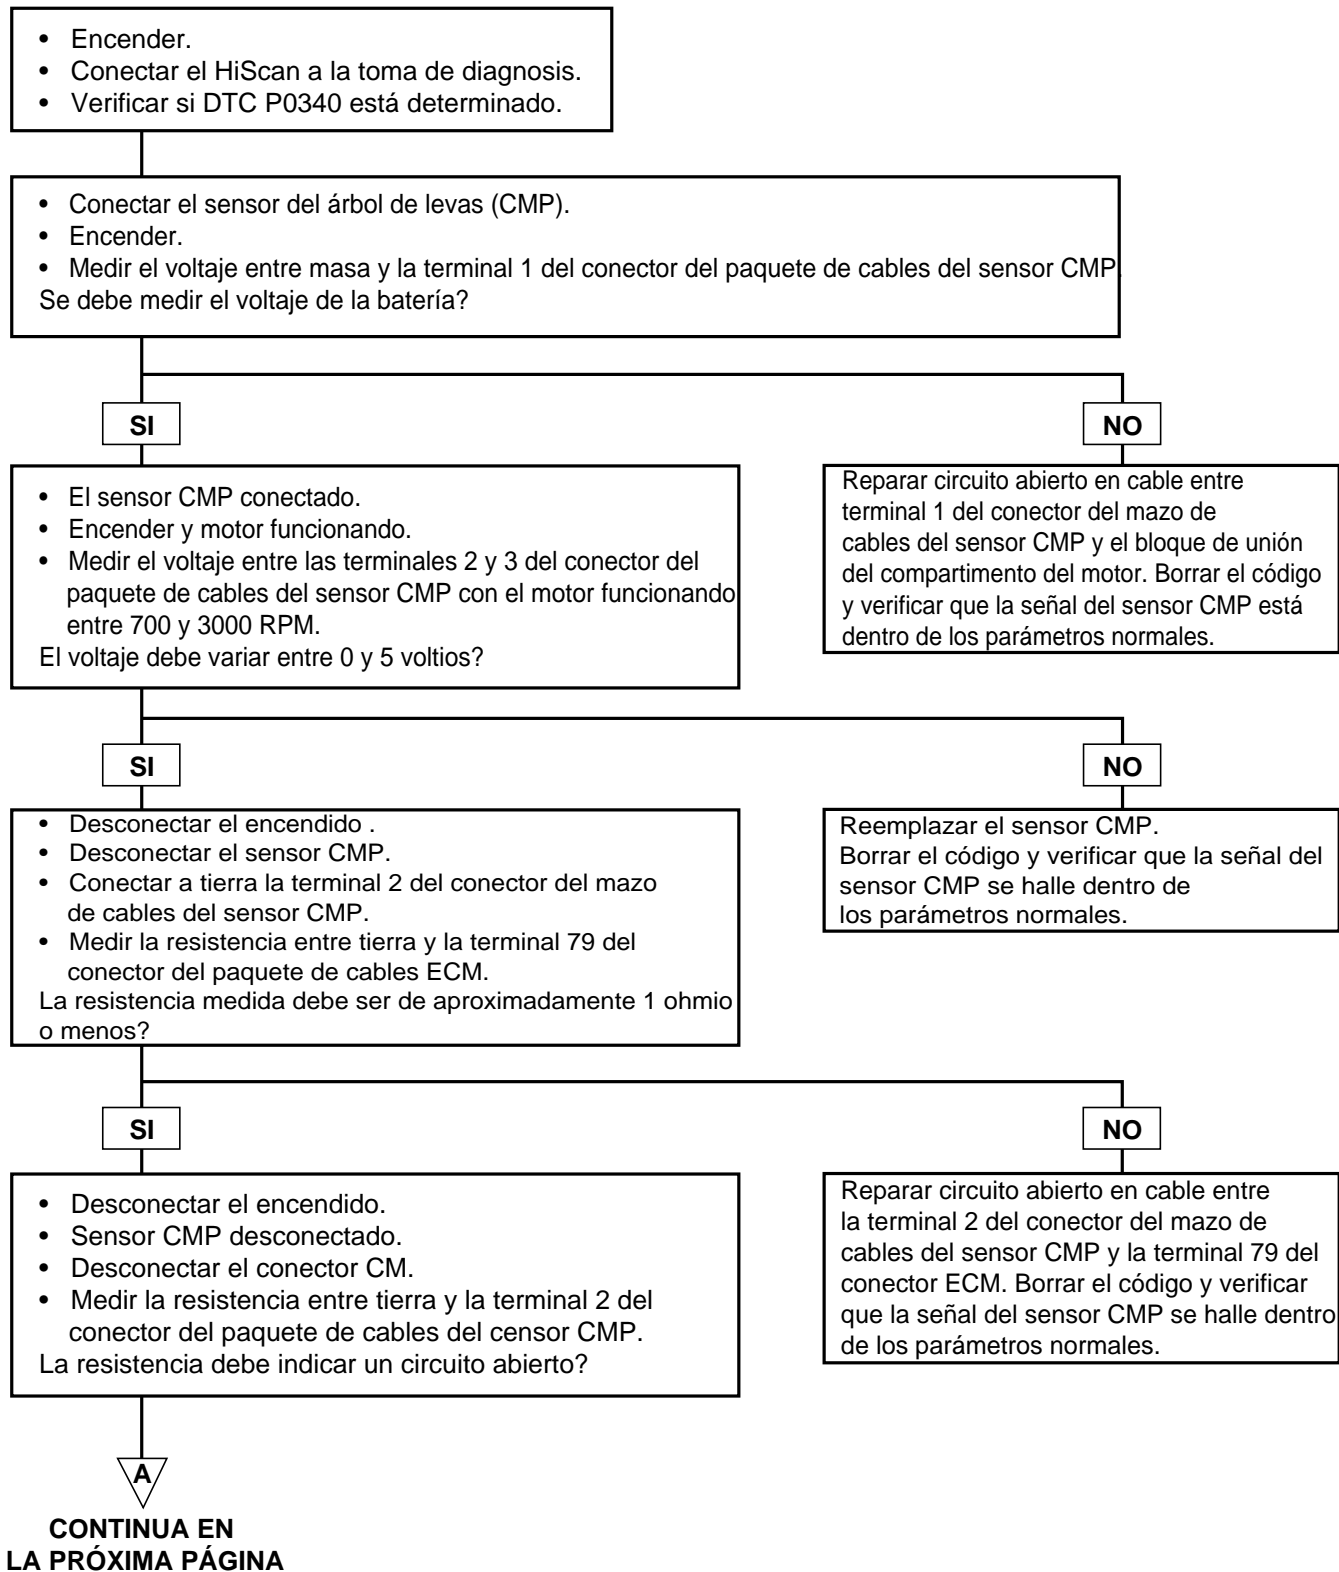 • Encender.
• Conectar el HiScan a la toma de diagnosis.
• Verificar si DTC P0340 está determinado.
• Conectar el sensor del árbol de levas (CMP).
• Encender.
• Medir el voltaje entre masa y la terminal 1 del conector del paquete de cables del sensor CMP.
Se debe medir el voltaje de la batería?
SI
NO
• El sensor CMP conectado.
• Encender y motor funcionando.
• Medir el voltaje entre las terminales 2 y 3 del conector del
paquete de cables del sensor CMP con el motor funcionando
entre 700 y 3000 RPM.
El voltaje debe variar entre 0 y 5 voltios?
Reparar circuito abierto en cable entre
terminal 1 del conector del mazo de
cables del sensor CMP y el bloque de unión
del compartimento del motor. Borrar el código
y verificar que la señal del sensor CMP está
dentro de los parámetros normales.
SI
NO
• Desconectar el encendido .
• Desconectar el sensor CMP.
• Conectar a tierra la terminal 2 del conector del mazo
de cables del sensor CMP.
• Medir la resistencia entre tierra y la terminal 79 del
conector del paquete de cables ECM.
La resistencia medida debe ser de aproximadamente 1 ohmio
o menos?
Reemplazar el sensor CMP.
Borrar el código y verificar que la señal del
sensor CMP se halle dentro de
los parámetros normales.
SI
NO
• Desconectar el encendido.
• Sensor CMP desconectado.
• Desconectar el conector CM.
• Medir la resistencia entre tierra y la terminal 2 del
conector del paquete de cables del censor CMP.
La resistencia debe indicar un circuito abierto?
Reparar circuito abierto en cable entre
la terminal 2 del conector del mazo de
cables del sensor CMP y la terminal 79 del
conector ECM. Borrar el código y verificar
que la señal del sensor CMP se halle dentro
de los parámetros normales.
A
CONTINUA EN
LA PRÓXIMA PÁGINA